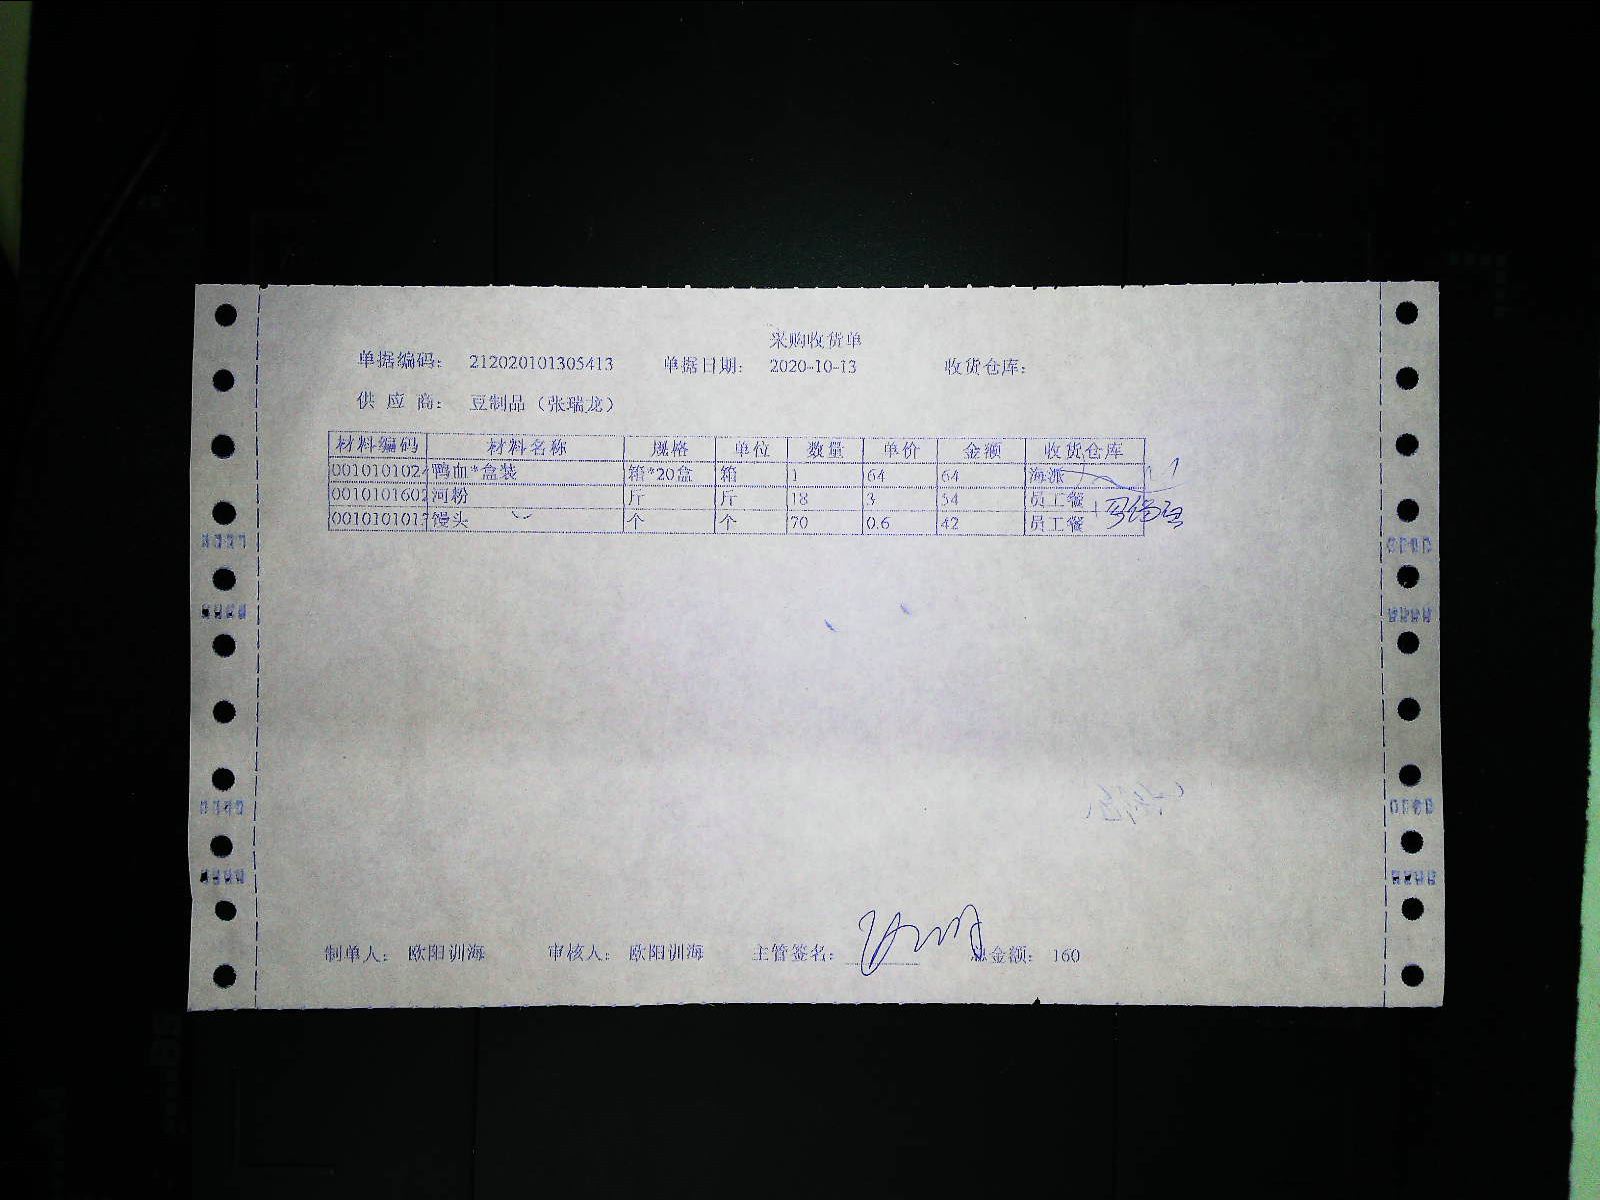 采购收货单
单据编码: 212020101305413 单据日期: 2020-10-13 收货仓库:
供 应 商: 豆制品（张瑞龙）
材料编码 材料名称 规格 单位 数量 单价 金额 收货仓库
0010101024 鸭血*盒装 箱*20盒 箱 1 64 64 海派
0010101602 河粉 斤 斤 18 3 54 员工餐
001010101 馒头 个 个 70 0.6 42 员工餐
制单人: 欧阳训海 审核人: 欧阳训海 主管签名: 总金额: 160